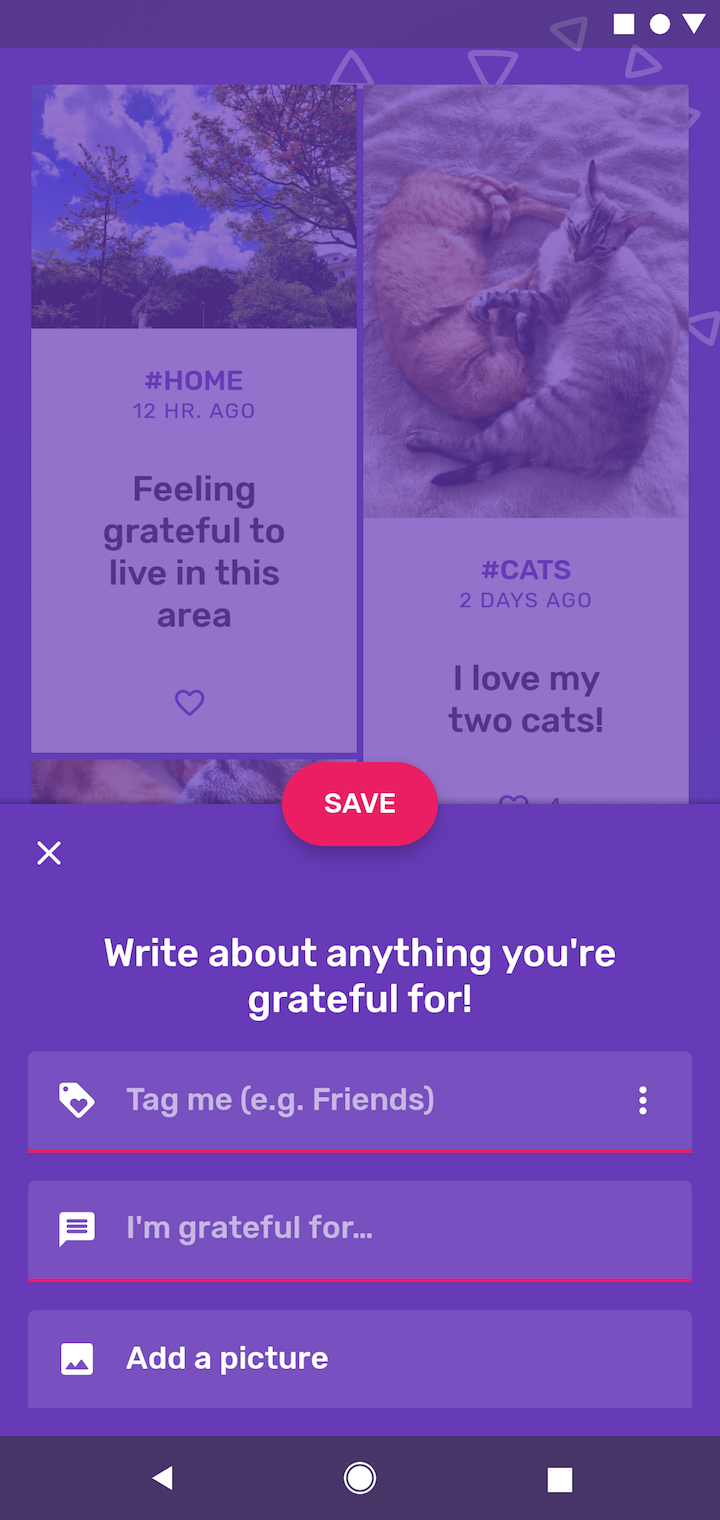 #HOME
12 HR. AGO
Feeling
grateful to
live in this
area
#CATS
2 DAYS AGO
I love my
two cats!
SAVE
Write about anything you're
grateful for!
Tag me (e.g. Friends)
I'm grateful for...
Add a picture